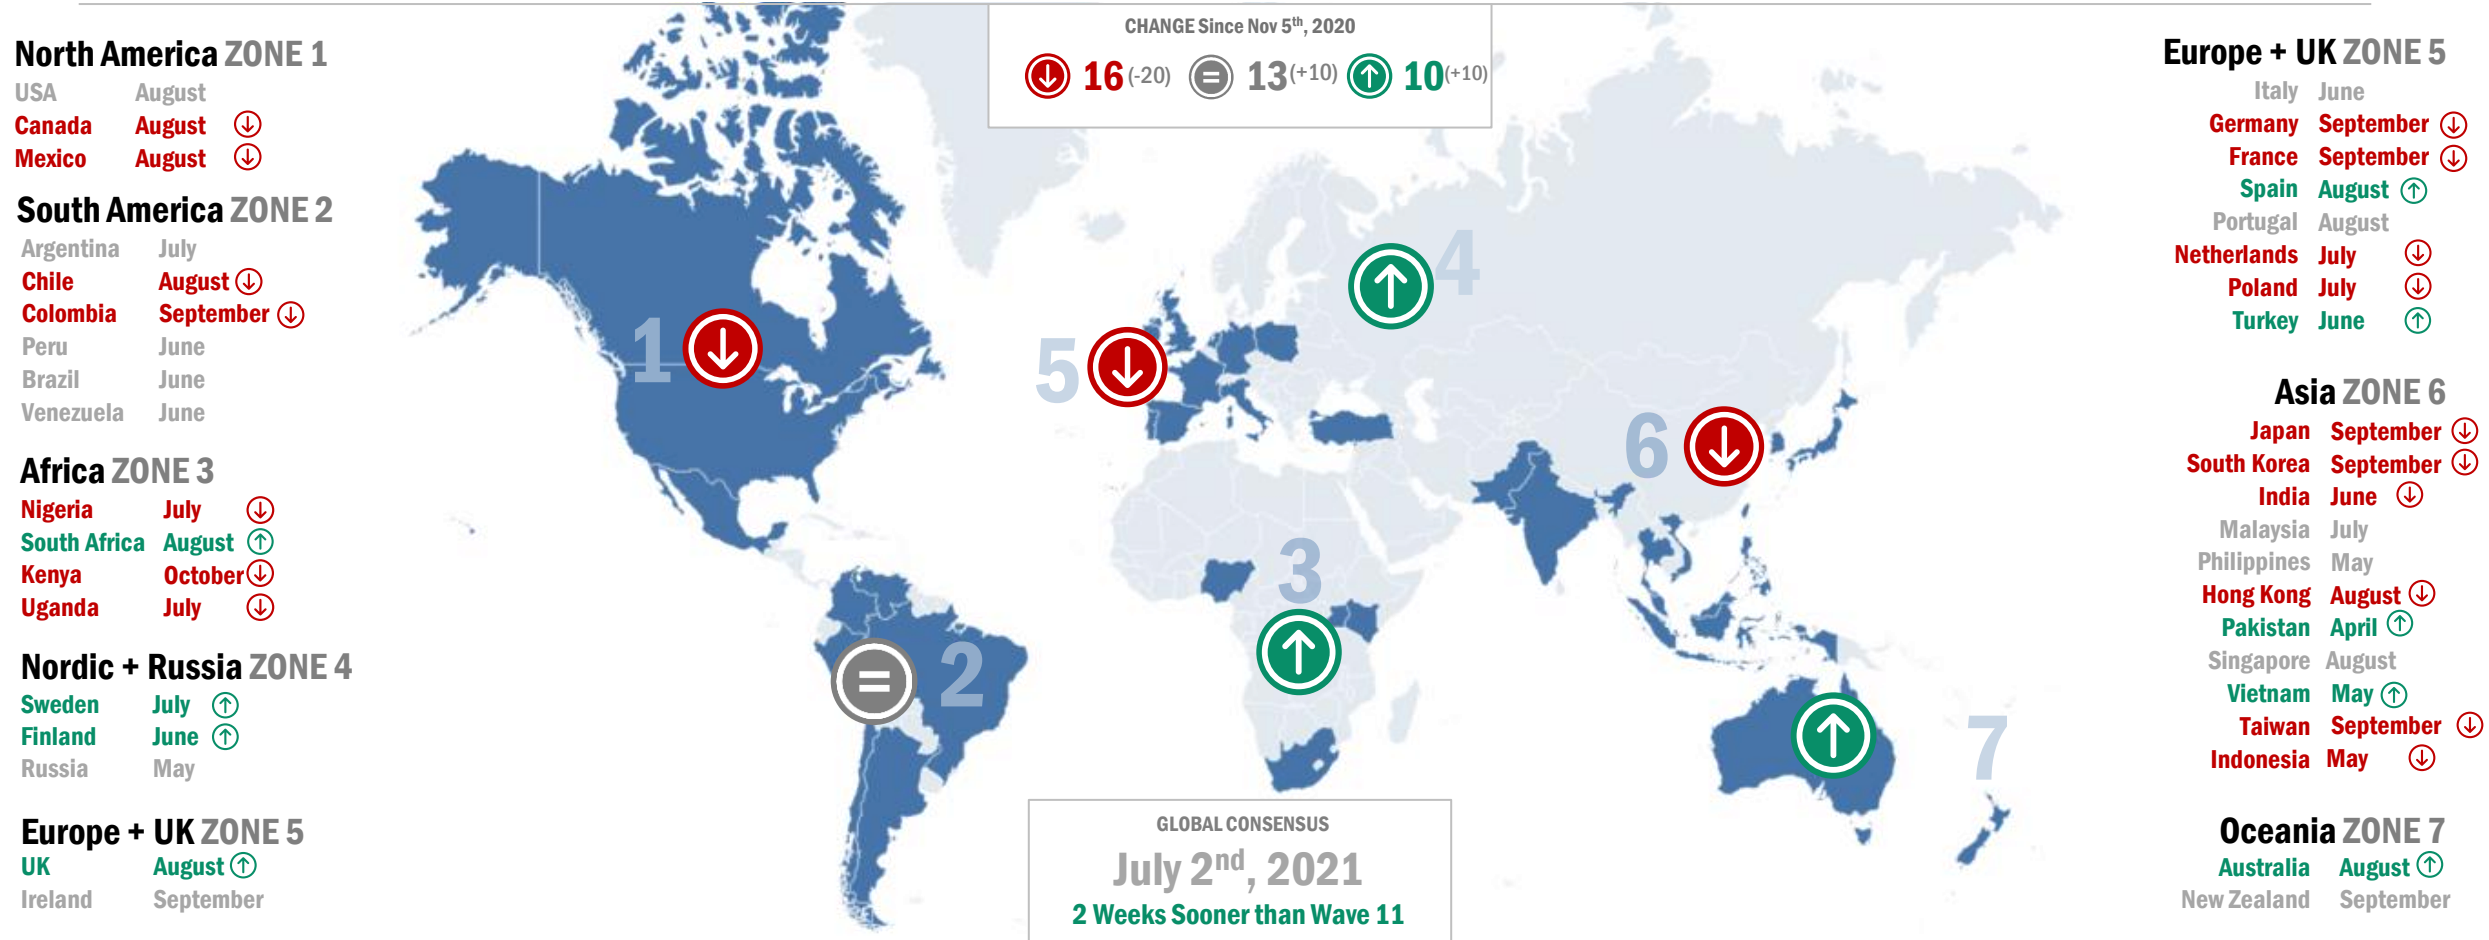 CHANGE Since Nov 5th, 2020
16 (-20) 13 (+10) 10 (+10)
North America ZONE 1
USA August
Canada August
Mexico August
South America ZONE 2
Argentina July
Chile August
Colombia September
Peru June
Brazil June
Venezuela June
Africa ZONE 3
Nigeria July
South Africa August
Kenya October
Uganda July
Nordic + Russia ZONE 4
Sweden July
Finland June
Russia May
Europe + UK ZONE 5
UK August
Ireland September
1
2
3
4
5
6
7
GLOBAL CONSENSUS
July 2nd, 2021
2 Weeks Sooner than Wave 11
Europe + UK ZONE 5
Italy June
Germany September
France September
Spain August
Portugal August
Netherlands July
Poland July
Turkey June
Asia ZONE 6
Japan September
South Korea September
India June
Malaysia July
Philippines May
Hong Kong August
Pakistan April
Singapore August
Vietnam May
Taiwan September
Indonesia May
Oceania ZONE 7
Australia August
New Zealand September